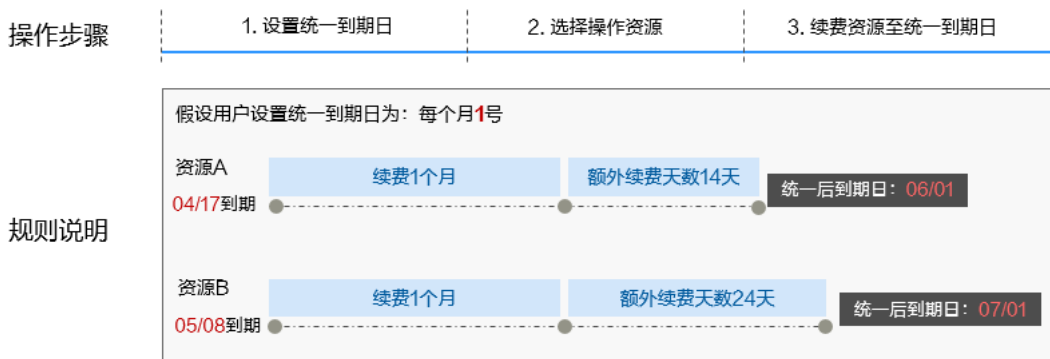 操作步骤
1. 设置统一到期日
2. 选择操作资源
3. 续费资源至统一到期日
规则说明
假设用户设置统一到期日为：每个月1号
资源A
04/17到期
续费1个月
额外续费天数14天
统一后到期日：06/01
资源B
05/08到期
续费1个月
额外续费天数24天
统一后到期日：07/01